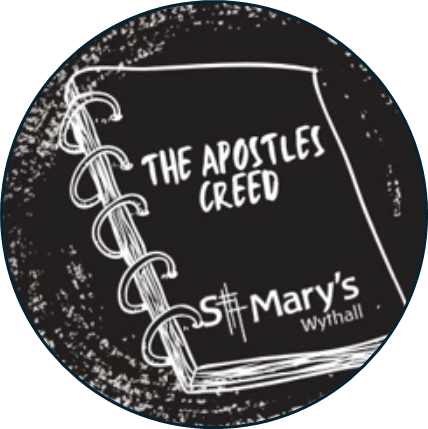 THE APOSTLES
CREED
St Mary's
Wythall